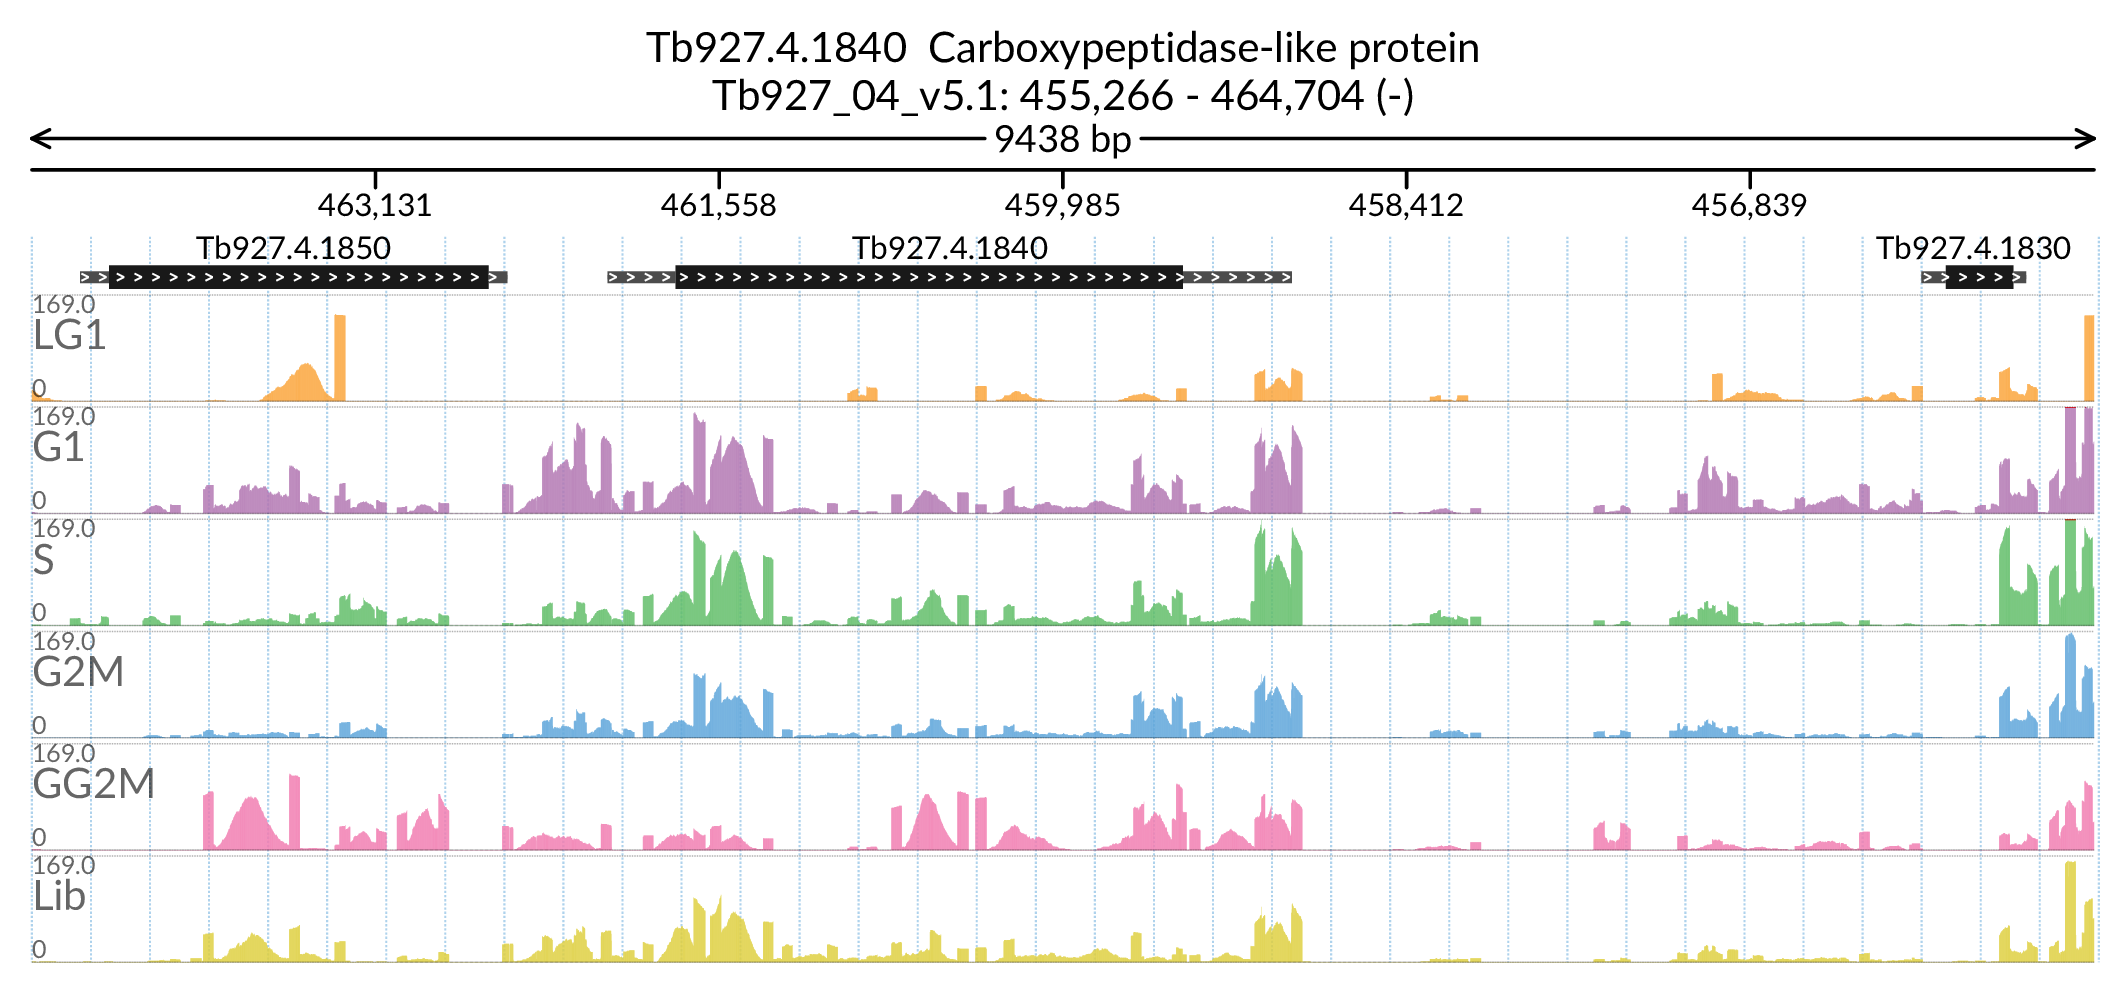 Tb927.4.1840  Carboxypeptidase-like protein
Tb927_04_v5.1: 455,266 - 464,704 (-)
9438 bp
463,131 461,558 459,985 458,412 456,839
Tb927.4.1850 Tb927.4.1840 Tb927.4.1830
169.0
LG1
0
169.0
G1
0
169.0
S
0
169.0
G2M
0
169.0
GG2M
0
169.0
Lib
0